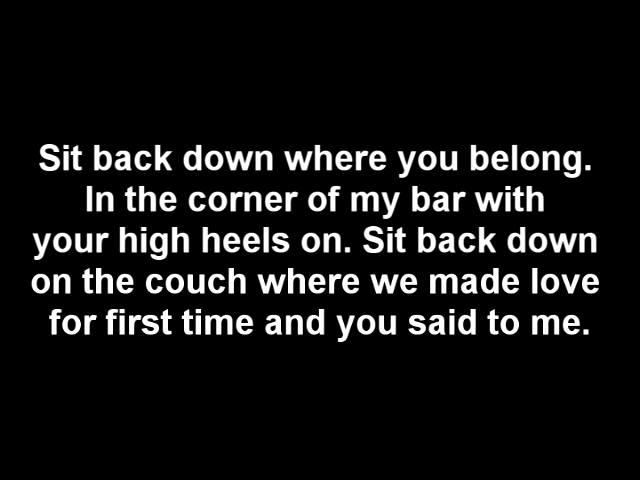 Sit back down where you belong.
In the corner of my bar with
your high heels on. Sit back down
on the couch where we made love
for first time and you said to me.